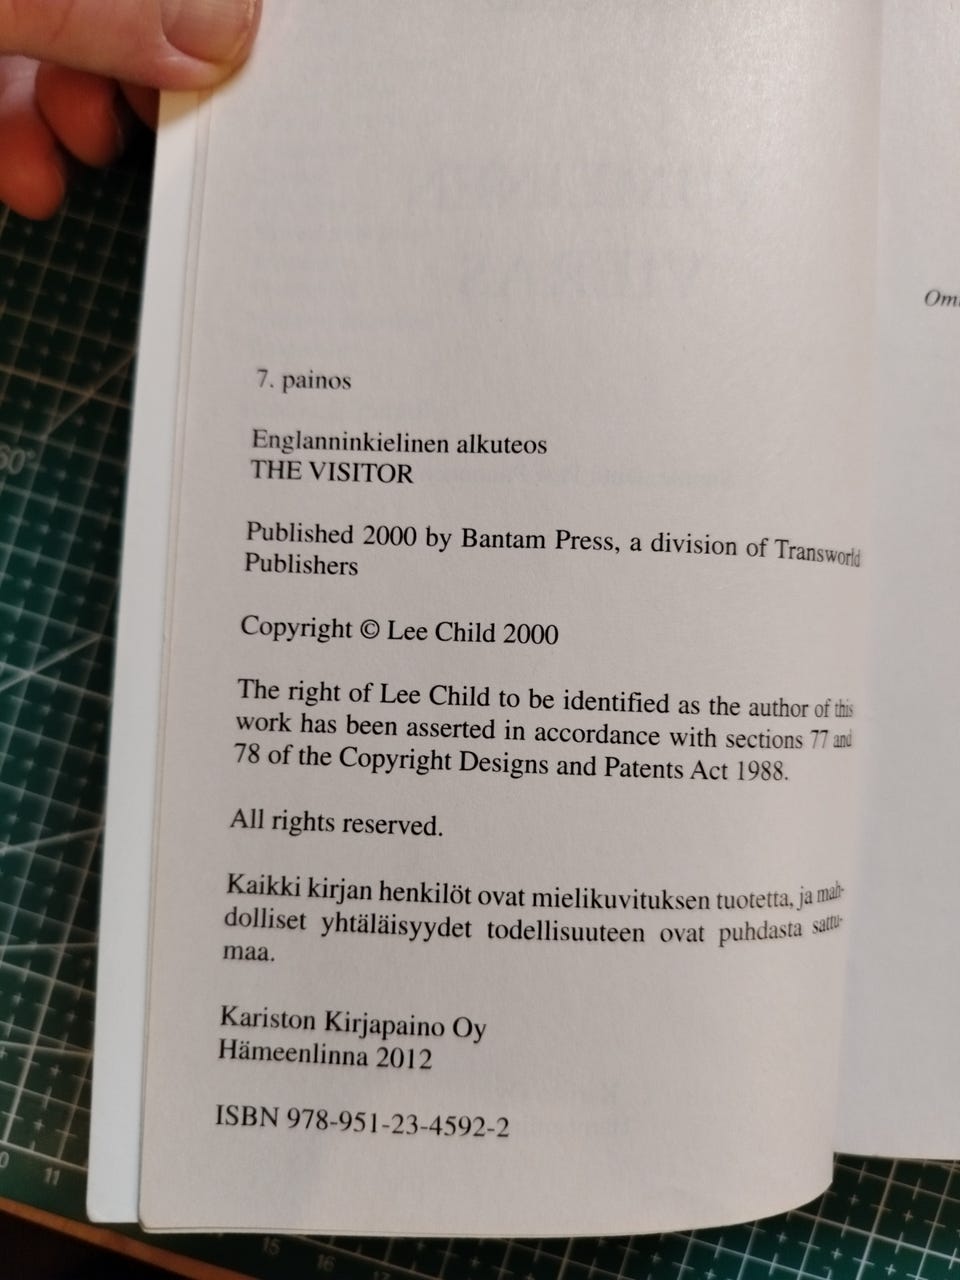 7. painos
Englanninkielinen alkuteos
THE VISITOR
Published 2000 by Bantam Press, a division of Transworld
Publishers
Copyright © Lee Child 2000
The right of Lee Child to be identified as the author of this
work has been asserted in accordance with sections 77 and
78 of the Copyright Designs and Patents Act 1988.
All rights reserved.
Kaikki kirjan henkilöt ovat mielikuvituksen tuotetta, ja mah-
dolliset yhtäläisyydet todellisuuteen ovat puhdasta sattu-
maa.
Kariston Kirjapaino Oy
Hämeenlinna 2012
ISBN 978-951-23-4592-2
60°
11
15
16